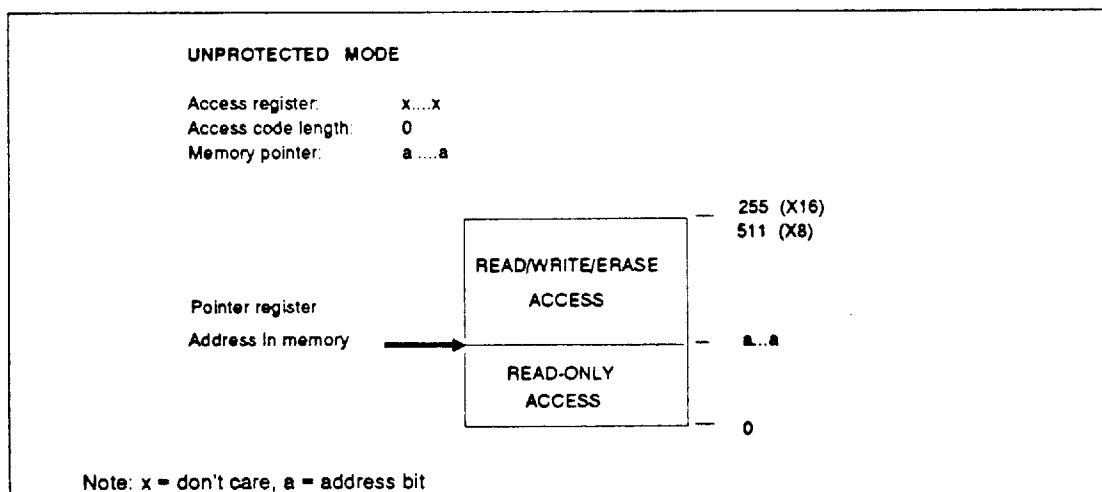 UNPROTECTED MODE
Access register: x....x
Access code length: 0
Memory pointer: a....a
255 (X16)
511 (X8)
READ/WRITE/ERASE
ACCESS
Pointer register
Address In memory
a...a
READ-ONLY
ACCESS
0
Note: x = don't care, a = address bit